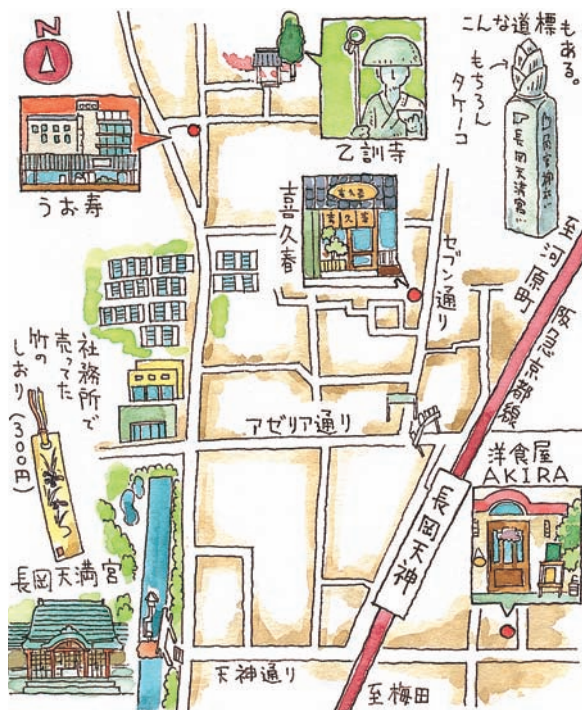 N
こんな道標もある。
もちろん
タケーコ
長岡天満宮
乙訓寺
うお寿
喜久春
喜久春
セブン通り
至河原町
阪急京都線
社務所で
売ってた
竹の
しおり(300円)
アゼリア通り
洋食屋
AKIRA
長岡天神
長岡天満宮
天神通り
至梅田